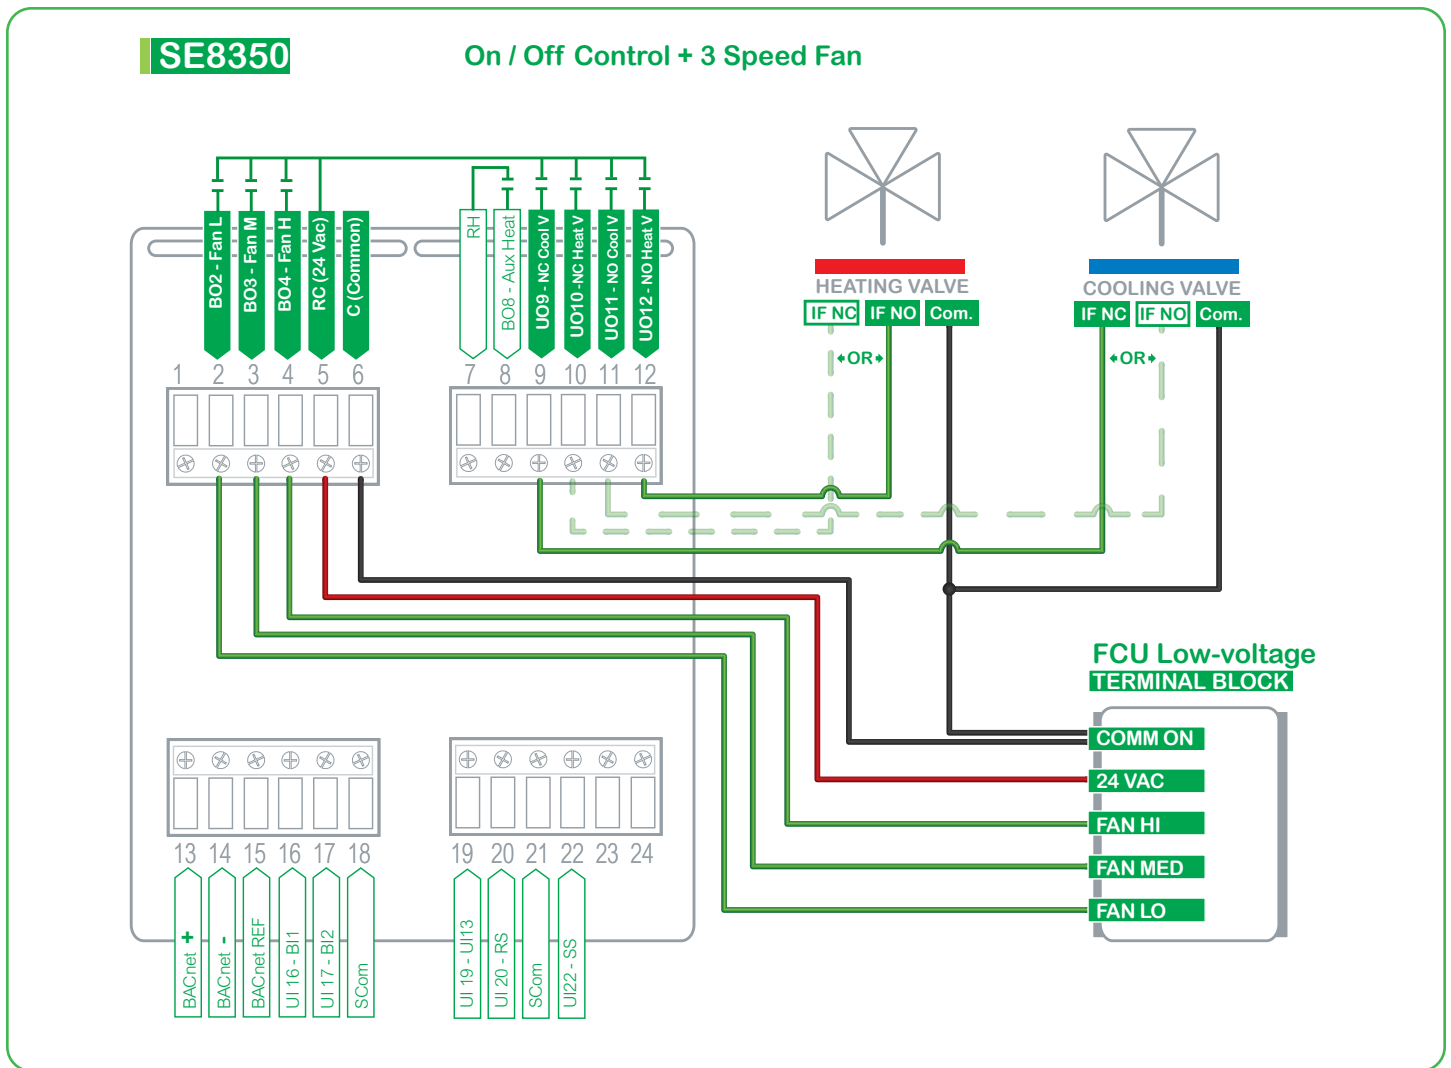 SE8350
On / Off Control + 3 Speed Fan
BO2 - Fan L
BO3 - Fan M
BO4 - Fan H
RC (24 Vac)
C (Common)
RH
BO8 - Aux Heat
UO9 - NC Cool V
UO10 - NC Heat V
UO11 - NO Cool V
UO12 - NO Heat V
HEATING VALVE
IF NC IF NO Com.
OR
COOLING VALVE
IF NC IF NO Com.
OR
1 2 3 4 5 6
7 8 9 10 11 12
FCU Low-voltage
TERMINAL BLOCK
COMM ON
24 VAC
FAN HI
FAN MED
FAN LO
13 14 15 16 17 18
19 20 21 22 23 24
BACnet +
BACnet -
BACnet REF
UI 16 - BI1
UI 17 - BI2
SCom
UI 19 - UI13
UI 20 - RS
SCom
UI22 - SS